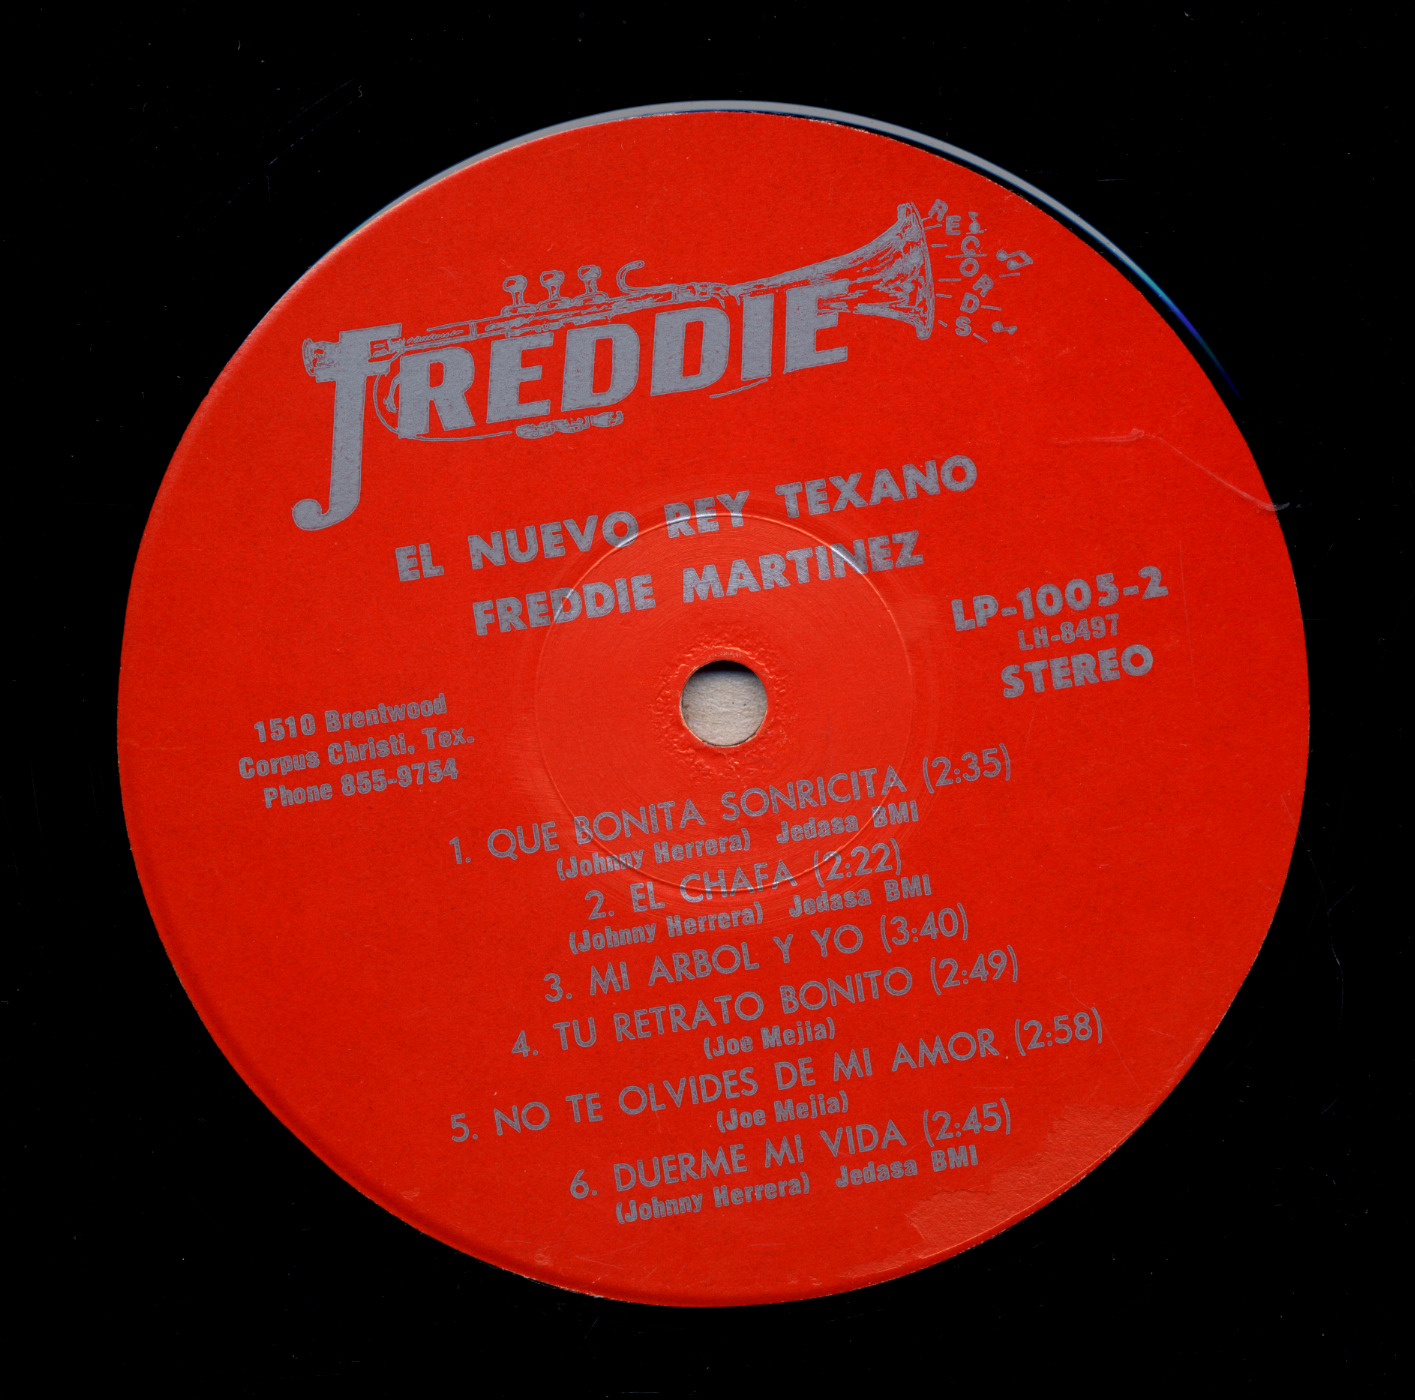 FREDDIE
RECORDS
EL NUEVO REY TEXANO
FREDDIE MARTINEZ
LP-1005-2
LH-8497
STEREO
1510 Brentwood
Corpus Christi, Tex.
Phone 855-9754
1. QUE BONITA SONRICITA (2:35)
(Johnny Herrera) Jedasa BMI
2. EL CHAFA (2:22)
(Johnny Herrera) Jedasa BMI
3. MI ARBOL Y YO (3:40)
4. TU RETRATO BONITO (2:49)
(Joe Mejia)
5. NO TE OLVIDES DE MI AMOR (2:58)
(Joe Mejia)
6. DUERME MI VIDA (2:45)
(Johnny Herrera) Jedasa BMI